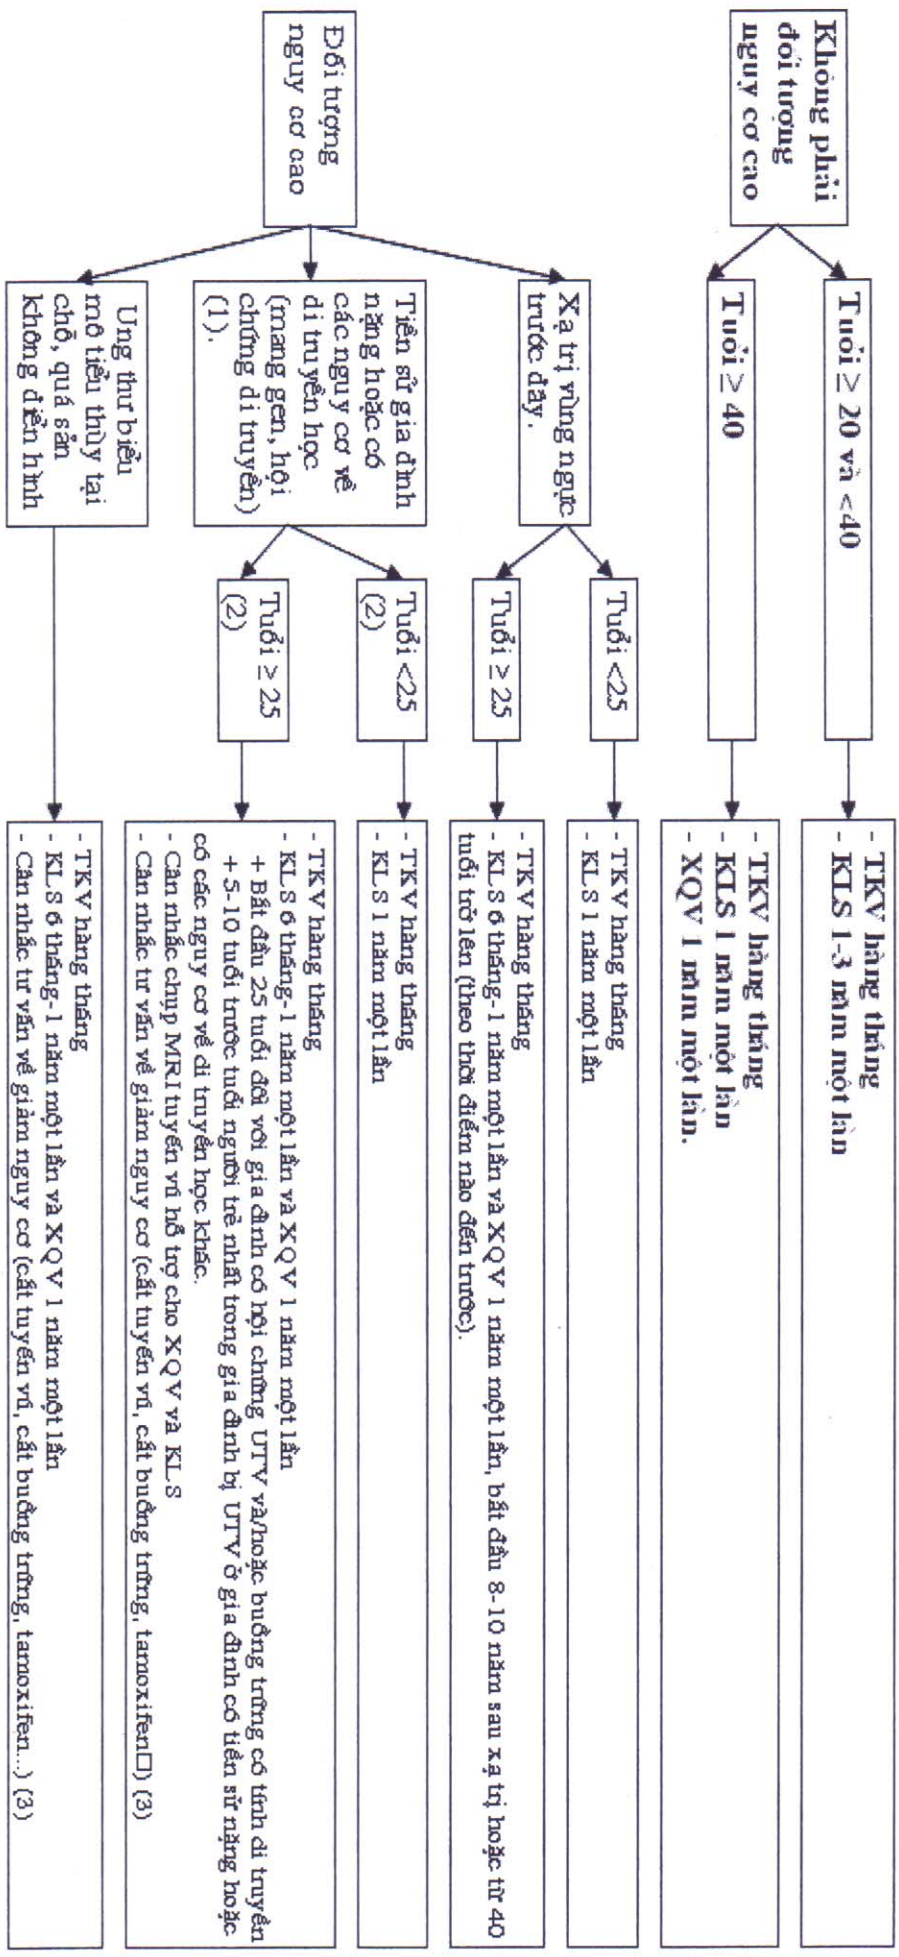 Không phải
đối tượng
nguy cơ cao
Tuổi ≥ 20 và <40
- TKV hàng tháng
- KLS 1-3 năm một lần
Tuổi ≥ 40
- TKV hàng tháng
- KLS 1 năm một lần
- XQV 1 năm một lần.
Đối tượng
nguy cơ cao
Xạ trị vùng ngực
trước đây.
Tuổi <25
- TKV hàng tháng
- KLS 1 năm một lần
Tuổi ≥ 25
- TKV hàng tháng
- KLS 6 tháng-1 năm một lần và XQV 1 năm một lần, bắt đầu 8-10 năm sau xạ trị hoặc từ 40
tuổi trở lên (theo thời điểm nào đến trước).
Tiền sử gia đình
nặng hoặc có
các nguy cơ về
di truyền học
(mang gen, hội
chứng di truyền)
(1).
Tuổi <25
(2)
- TKV hàng tháng
- KLS 1 năm một lần
Tuổi ≥ 25
(2)
- TKV hàng tháng
- KLS 6 tháng-1 năm một lần và XQV 1 năm một lần
+ Bắt đầu 25 tuổi đối với gia đình có hội chứng UTV và/hoặc buồng trứng có tính di truyền
+ 5-10 tuổi trước tuổi người trẻ nhất trong gia đình bị UTV ở gia đình có tiền sử nặng hoặc
có các nguy cơ về di truyền học khác.
- Cân nhắc chụp MRI tuyến vú hỗ trợ cho XQV và KLS
- Cân nhắc tư vấn về giảm nguy cơ (cắt tuyến vú, cắt buồng trứng, tamoxifen□) (3)
Ung thư biểu
mô tiểu thùy tại
chỗ, quá sản
không điển hình
- TKV hàng tháng
- KLS 6 tháng-1 năm một lần và XQV 1 năm một lần
- Cân nhắc tư vấn về giảm nguy cơ (cắt tuyến vú, cắt buồng trứng, tamoxifen...) (3)